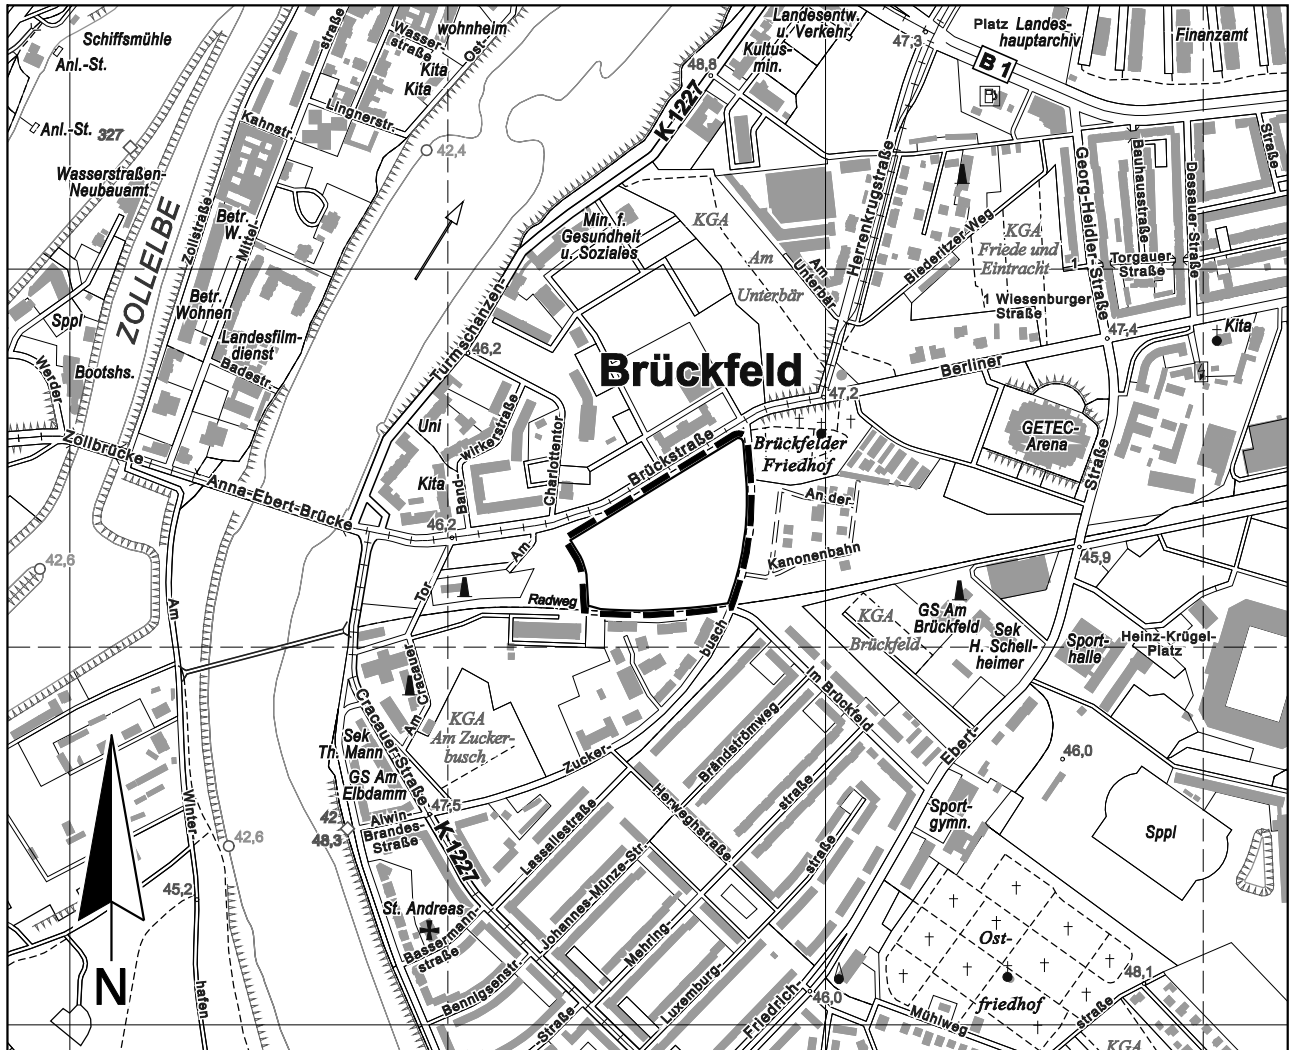 Schiffsmühle
Anl.-St.
Anl.-St. 327
Wasserstraßen-
Neubauamt
ZOLLELBE
straße
Wasser-
straße
wohnheim
Ost-
Kita
Kita
Lingnerstr.
Kahnstr.
42,4
Zollstraße
Betr.
W.
Mittel-
Betr.
Wohnen
Landesfilm-
dienst
Badestr.
Sppl
Bootshs.
Werder
Zollbrücke
Anna-Ebert-Brücke
Landesentw.
u. Verkehr
Kultus-
min.
48,8
K-1227
47,3
Platz
Landes-
hauptarchiv
B 1
Finanzamt
Straße
Min. f.
Gesundheit
u. Soziales
KGA
Am
Unterbär
Am
Unterbär
Herrenkrugstraße
Biederitzer Weg
KGA
Friede und
Eintracht
1
1 Wiesenburger
Straße
Georg-Heidler-Straße
Bauhausstraße
Dessauer Straße
Torgauer
Straße
47,4
Kita
Turmschanzen-
46,2
Brückfeld
Berliner
47,2
Uni
Kita
Band-
wirkerstraße
Charlottentor
Brückstraße
Brückfelder
Friedhof
GETEC-
Arena
Straße
46,2
An der
Kanonenbahn
Am
Tor
Radweg
42,6
Am
45,9
KGA
Brückfeld
GS Am
Brückfeld
Sek
H. Schell-
heimer
Sport-
halle
Heinz-Krügel-
Platz
busch
Im Brückfeld
Am Cracauer
Cracauer Straße
KGA
Am Zucker-
busch
Sek
Th. Mann
GS Am
Elbdamm
Zucker-
Brandströmweg
straße
Herweghstraße
straße
Ebert-
46,0
Sport-
gymn.
Sppl
Winter-
42,6
42
48,3
47,5
Alwin-
Brandes-
Straße
K-1227
Lassallestraße
Johannes-Münze-Str.
Mehring-
Luxemburg-
Friedrich-
45,2
St. Andreas
Bassermann-
straße
Bennigsenstr.
-Straße
N
hafen
46,0
Ost-
friedhof
48,1
straße
Mühlweg
KGA